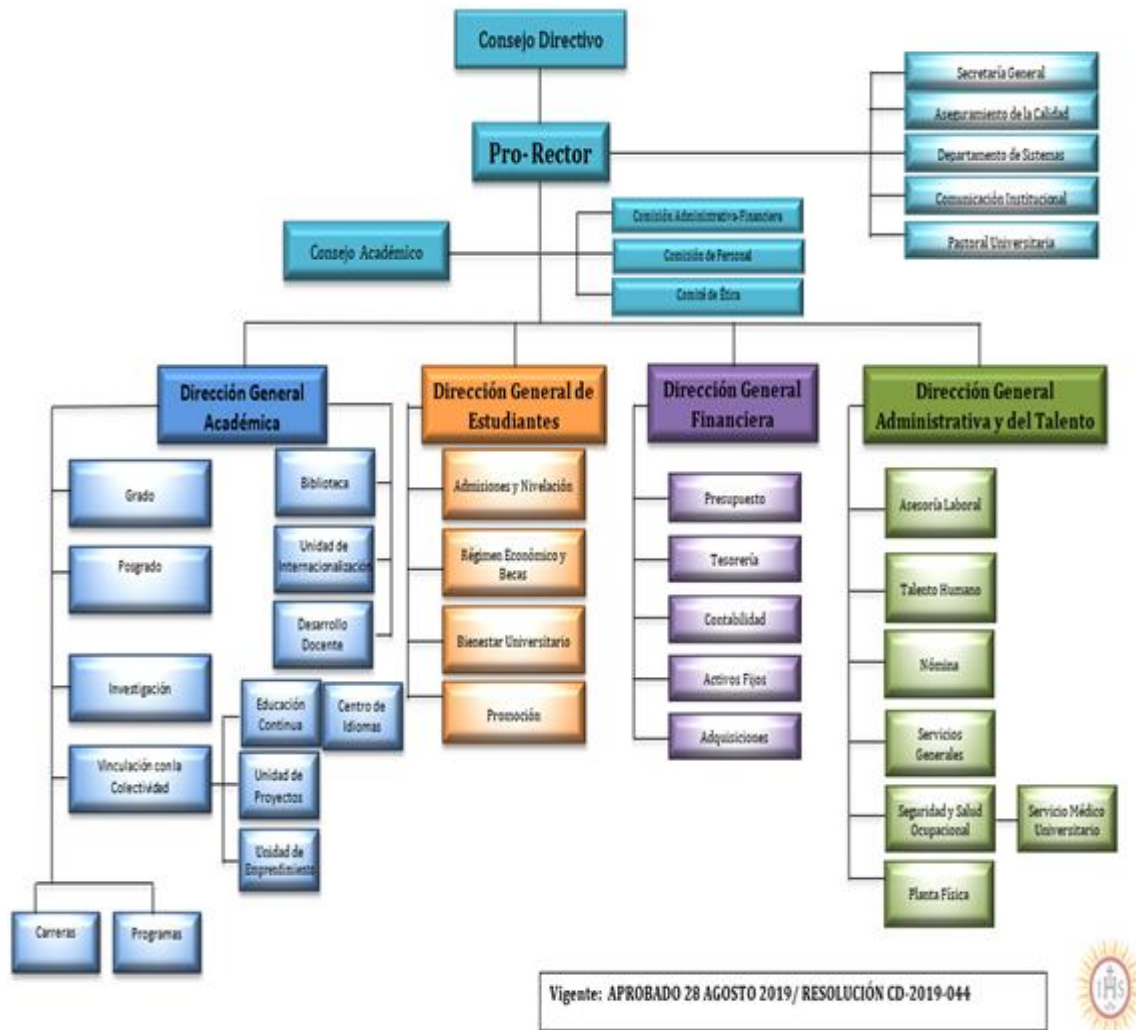 Consejo Directivo
Secretaría General
Aseguramiento de la Calidad
Pro-Rector
Departamento de Sistemas
Comunicación Institucional
Pastoral Universitaria
Consejo Académico
Comisión Administrativa-Financiera
Comisión de Personal
Comité de Ética
Dirección General
Académica
Grado
Posgrado
Investigación
Vinculación con la
Colectividad
Biblioteca
Unidad de
Internacionalización
Desarrollo
Docente
Educación
Continua
Centro de
Idiomas
Unidad de
Proyectos
Unidad de
Emprendimiento
Carreras
Programas
Dirección General de
Estudiantes
Admisiones y Nivelación
Régimen Económico y
Becas
Bienestar Universitario
Promoción
Dirección General
Financiera
Presupuesto
Tesorería
Contabilidad
Activos Fijos
Adquisiciones
Dirección General
Administrativa y del Talento
Asesoría Laboral
Talento Humano
Nómina
Servicios
Generales
Seguridad y Salud
Ocupacional
Servicio Médico
Universitario
Planta Física
Vigente: APROBADO 28 AGOSTO 2019/ RESOLUCIÓN CD-2019-044
IHS